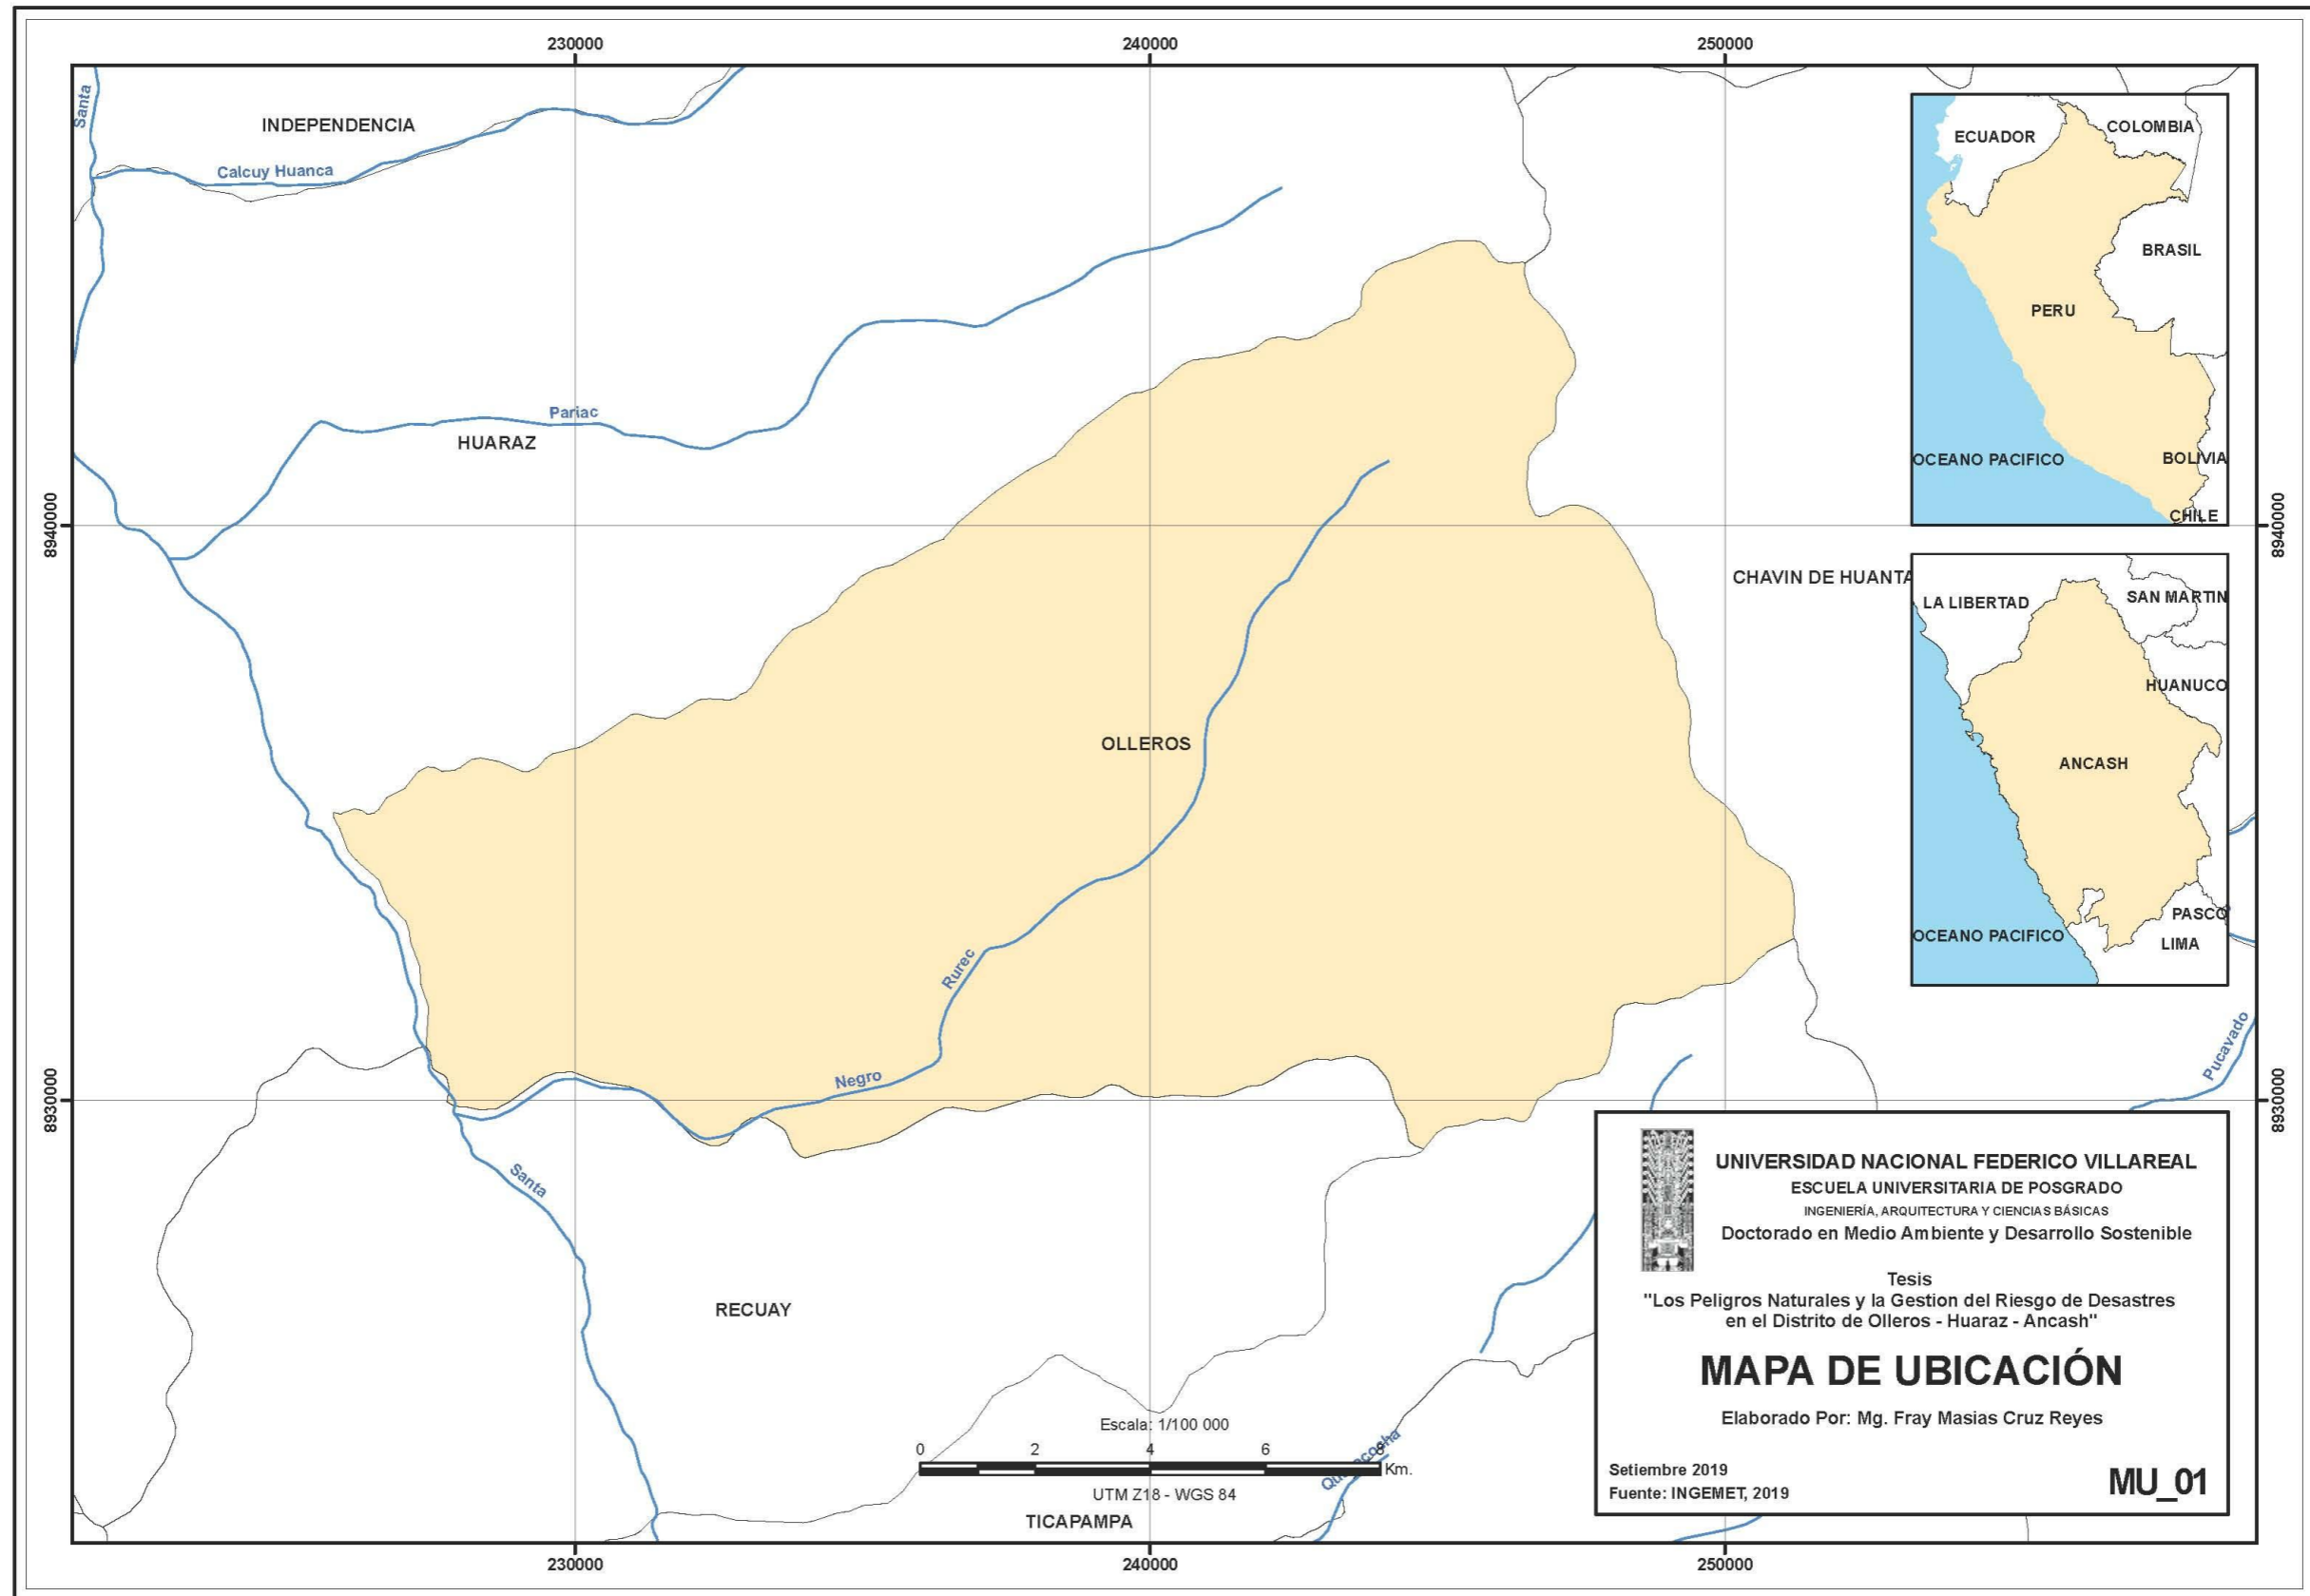 230000
240000
250000
Santa
INDEPENDENCIA
Calcuy Huanca
Pariac
HUARAZ
8940000
8940000
ECUADOR
COLOMBIA
BRASIL
PERU
OCEANO PACIFICO
BOLIVIA
CHILE
CHAVIN DE HUANTA
LA LIBERTAD
SAN MARTIN
HUANUCO
ANCASH
PASCO
OCEANO PACIFICO
LIMA
OLLEROS
Rurec
Negro
Pucavado
8930000
8930000
Santa
RECUAY
UNIVERSIDAD NACIONAL FEDERICO VILLAREAL
ESCUELA UNIVERSITARIA DE POSGRADO
INGENIERÍA, ARQUITECTURA Y CIENCIAS BÁSICAS
Doctorado en Medio Ambiente y Desarrollo Sostenible
Tesis
"Los Peligros Naturales y la Gestion del Riesgo de Desastres
en el Distrito de Olleros - Huaraz - Ancash"
MAPA DE UBICACIÓN
Elaborado Por: Mg. Fray Masias Cruz Reyes
Setiembre 2019
Fuente: INGEMET, 2019
MU_01
Escala: 1/100 000
0 2 4 6 8
Km.
UTM Z18 - WGS 84
TICAPAMPA
230000
240000
250000